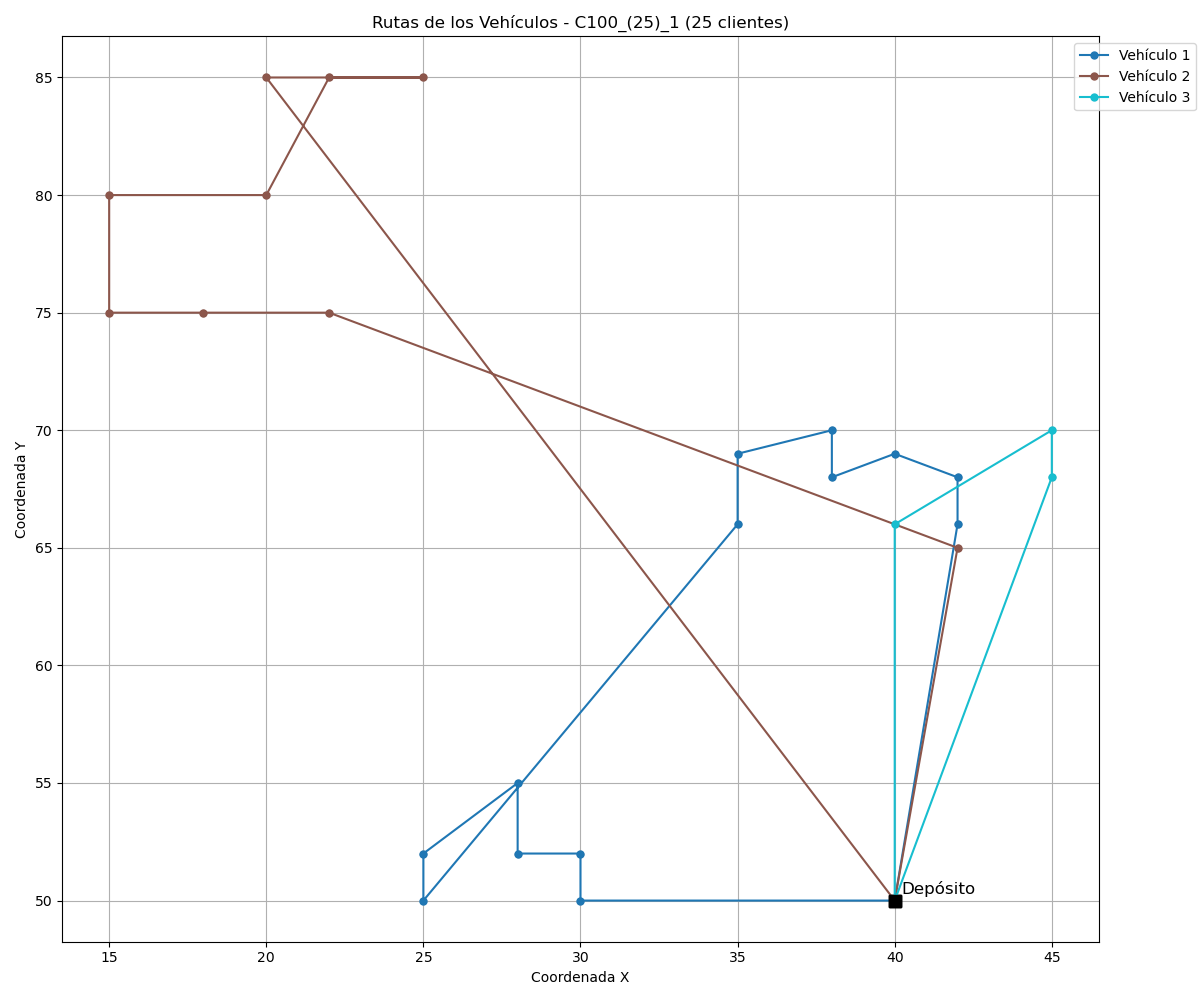 Rutas de los Vehículos - C100_(25)_1 (25 clientes)
Vehículo 1
Vehículo 2
Vehículo 3
85
80
75
70
65
60
55
50
Coordenada Y
Depósito
15 20 25 30 35 40 45
Coordenada X